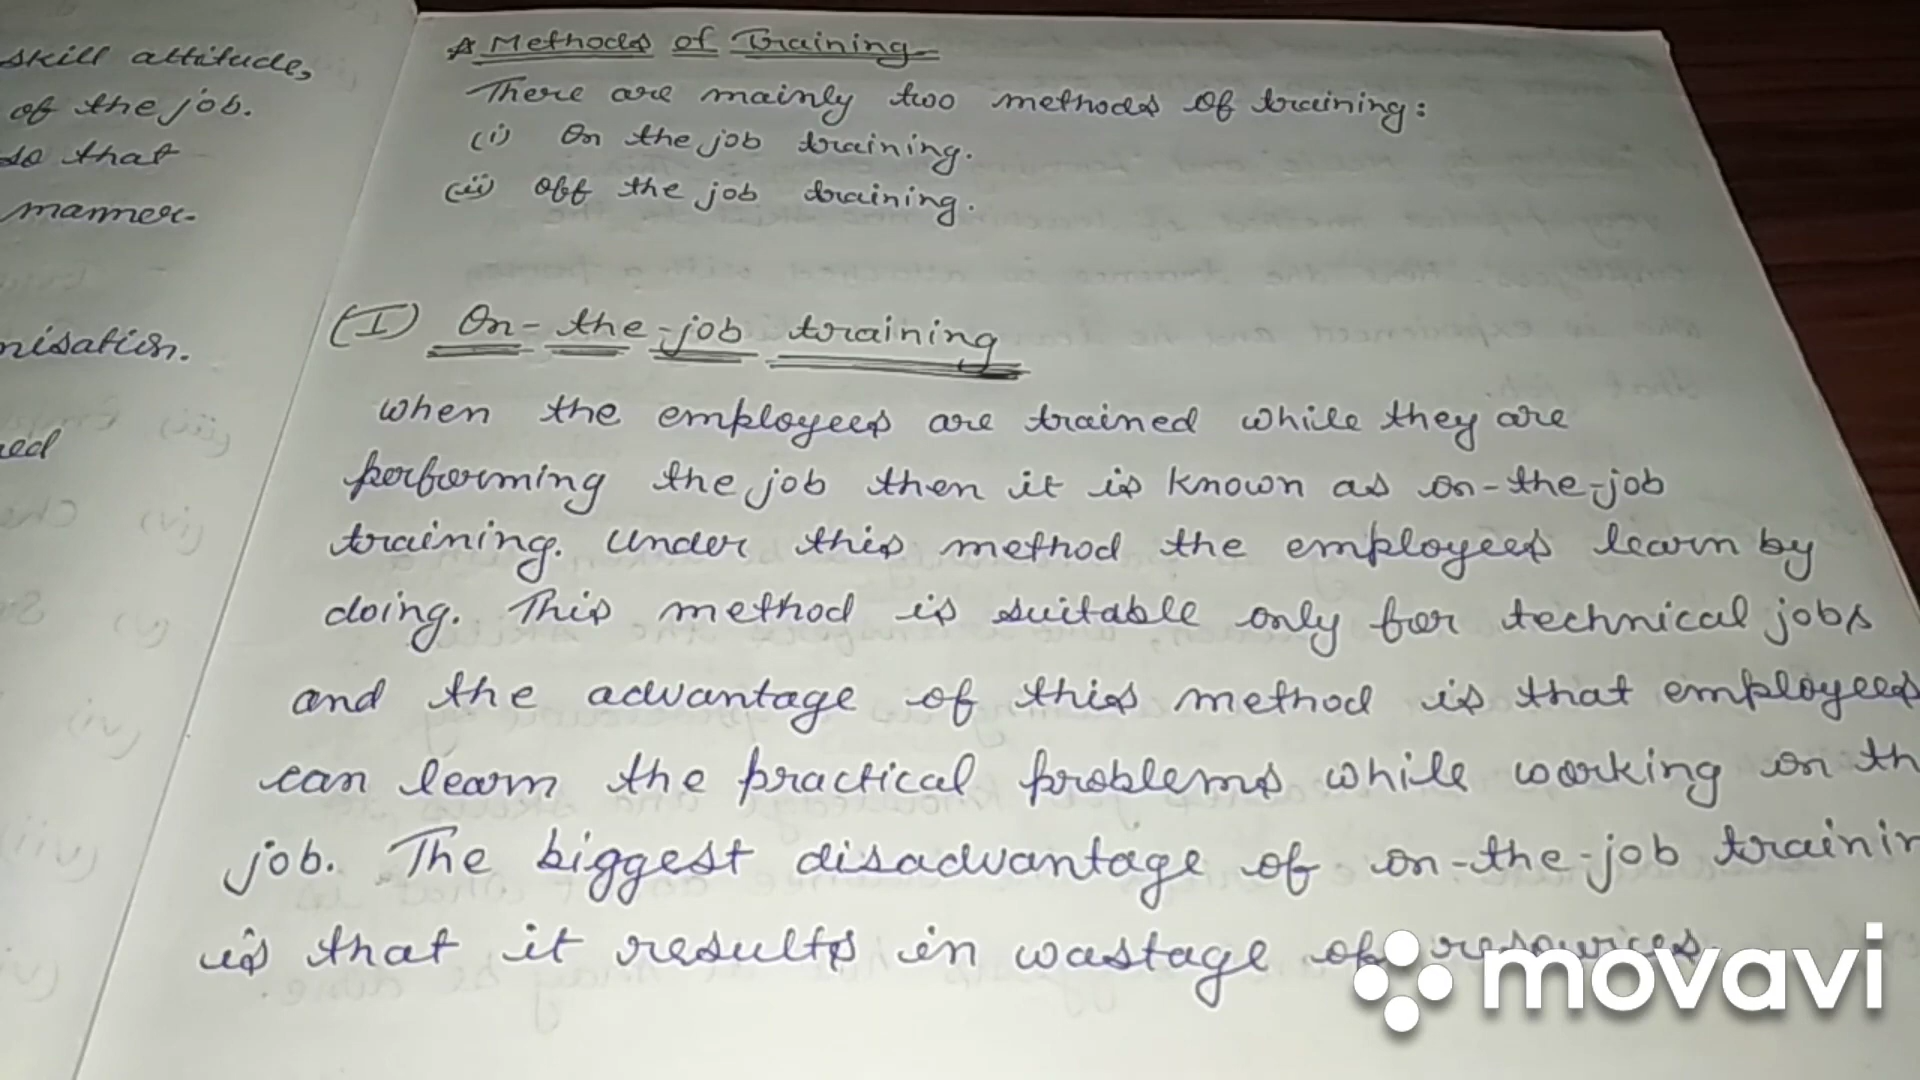 skill attitude,
of the job.
so that
manner.
nisation.
ed
* Methods of Training
There are mainly two methods of training:
(i) On the job training.
(ii) off the job training.
(I) On-the-job training
When the employees are trained while they are
performing the job then it is known as on-the-job
training. Under this method the employees learn by
doing. This method is suitable only for technical jobs
and the advantage of this method is that employees
can learn the practical problems while working on th
job. The biggest disadvantage of on-the-job trainin
is that it results in wastage of resources.
movavi